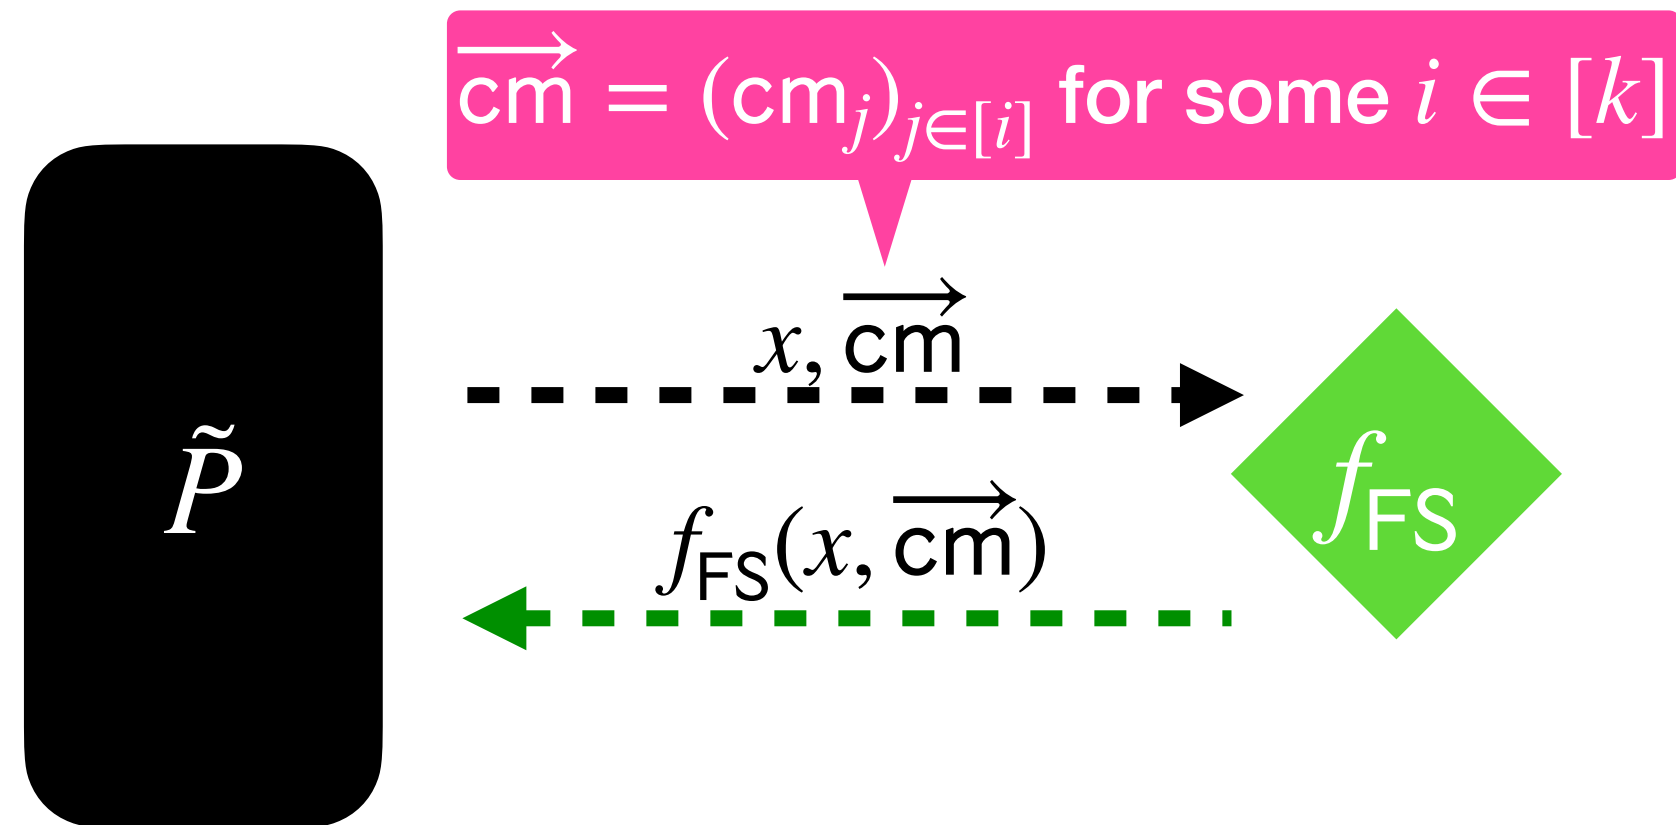 $\overrightarrow{\mathsf{cm}} = (\mathsf{cm}_j)_{j \in [i]}$ for some $i \in [k]$
$x, \overrightarrow{\mathsf{cm}}$
$\tilde{P}$
$f_{\mathsf{FS}}$
$f_{\mathsf{FS}}(x, \overrightarrow{\mathsf{cm}})$